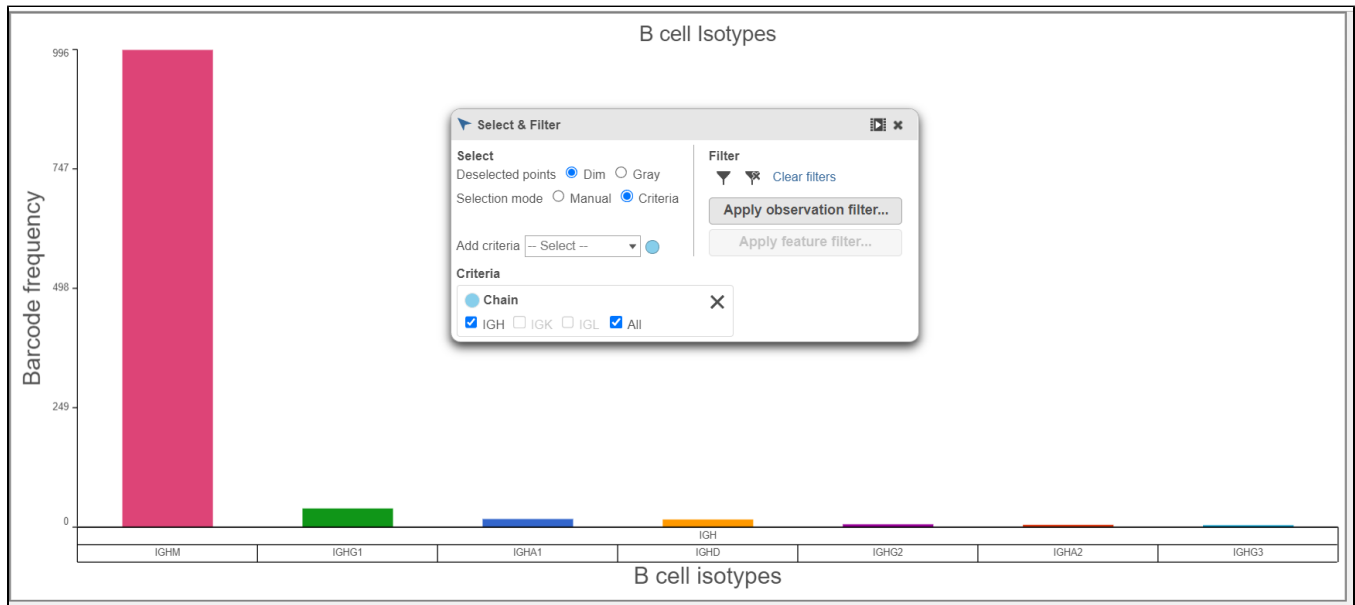 B cell Isotypes
996
747
498
249
0
Barcode frequency
Select & Filter
Select
Deselected points Dim Gray
Selection mode Manual Criteria
Add criteria -- Select --
Filter
Clear filters
Apply observation filter...
Apply feature filter...
Criteria
Chain
IGH IGK IGL All
IGH
IGHM IGHG1 IGHA1 IGHD IGHG2 IGHA2 IGHG3
B cell isotypes